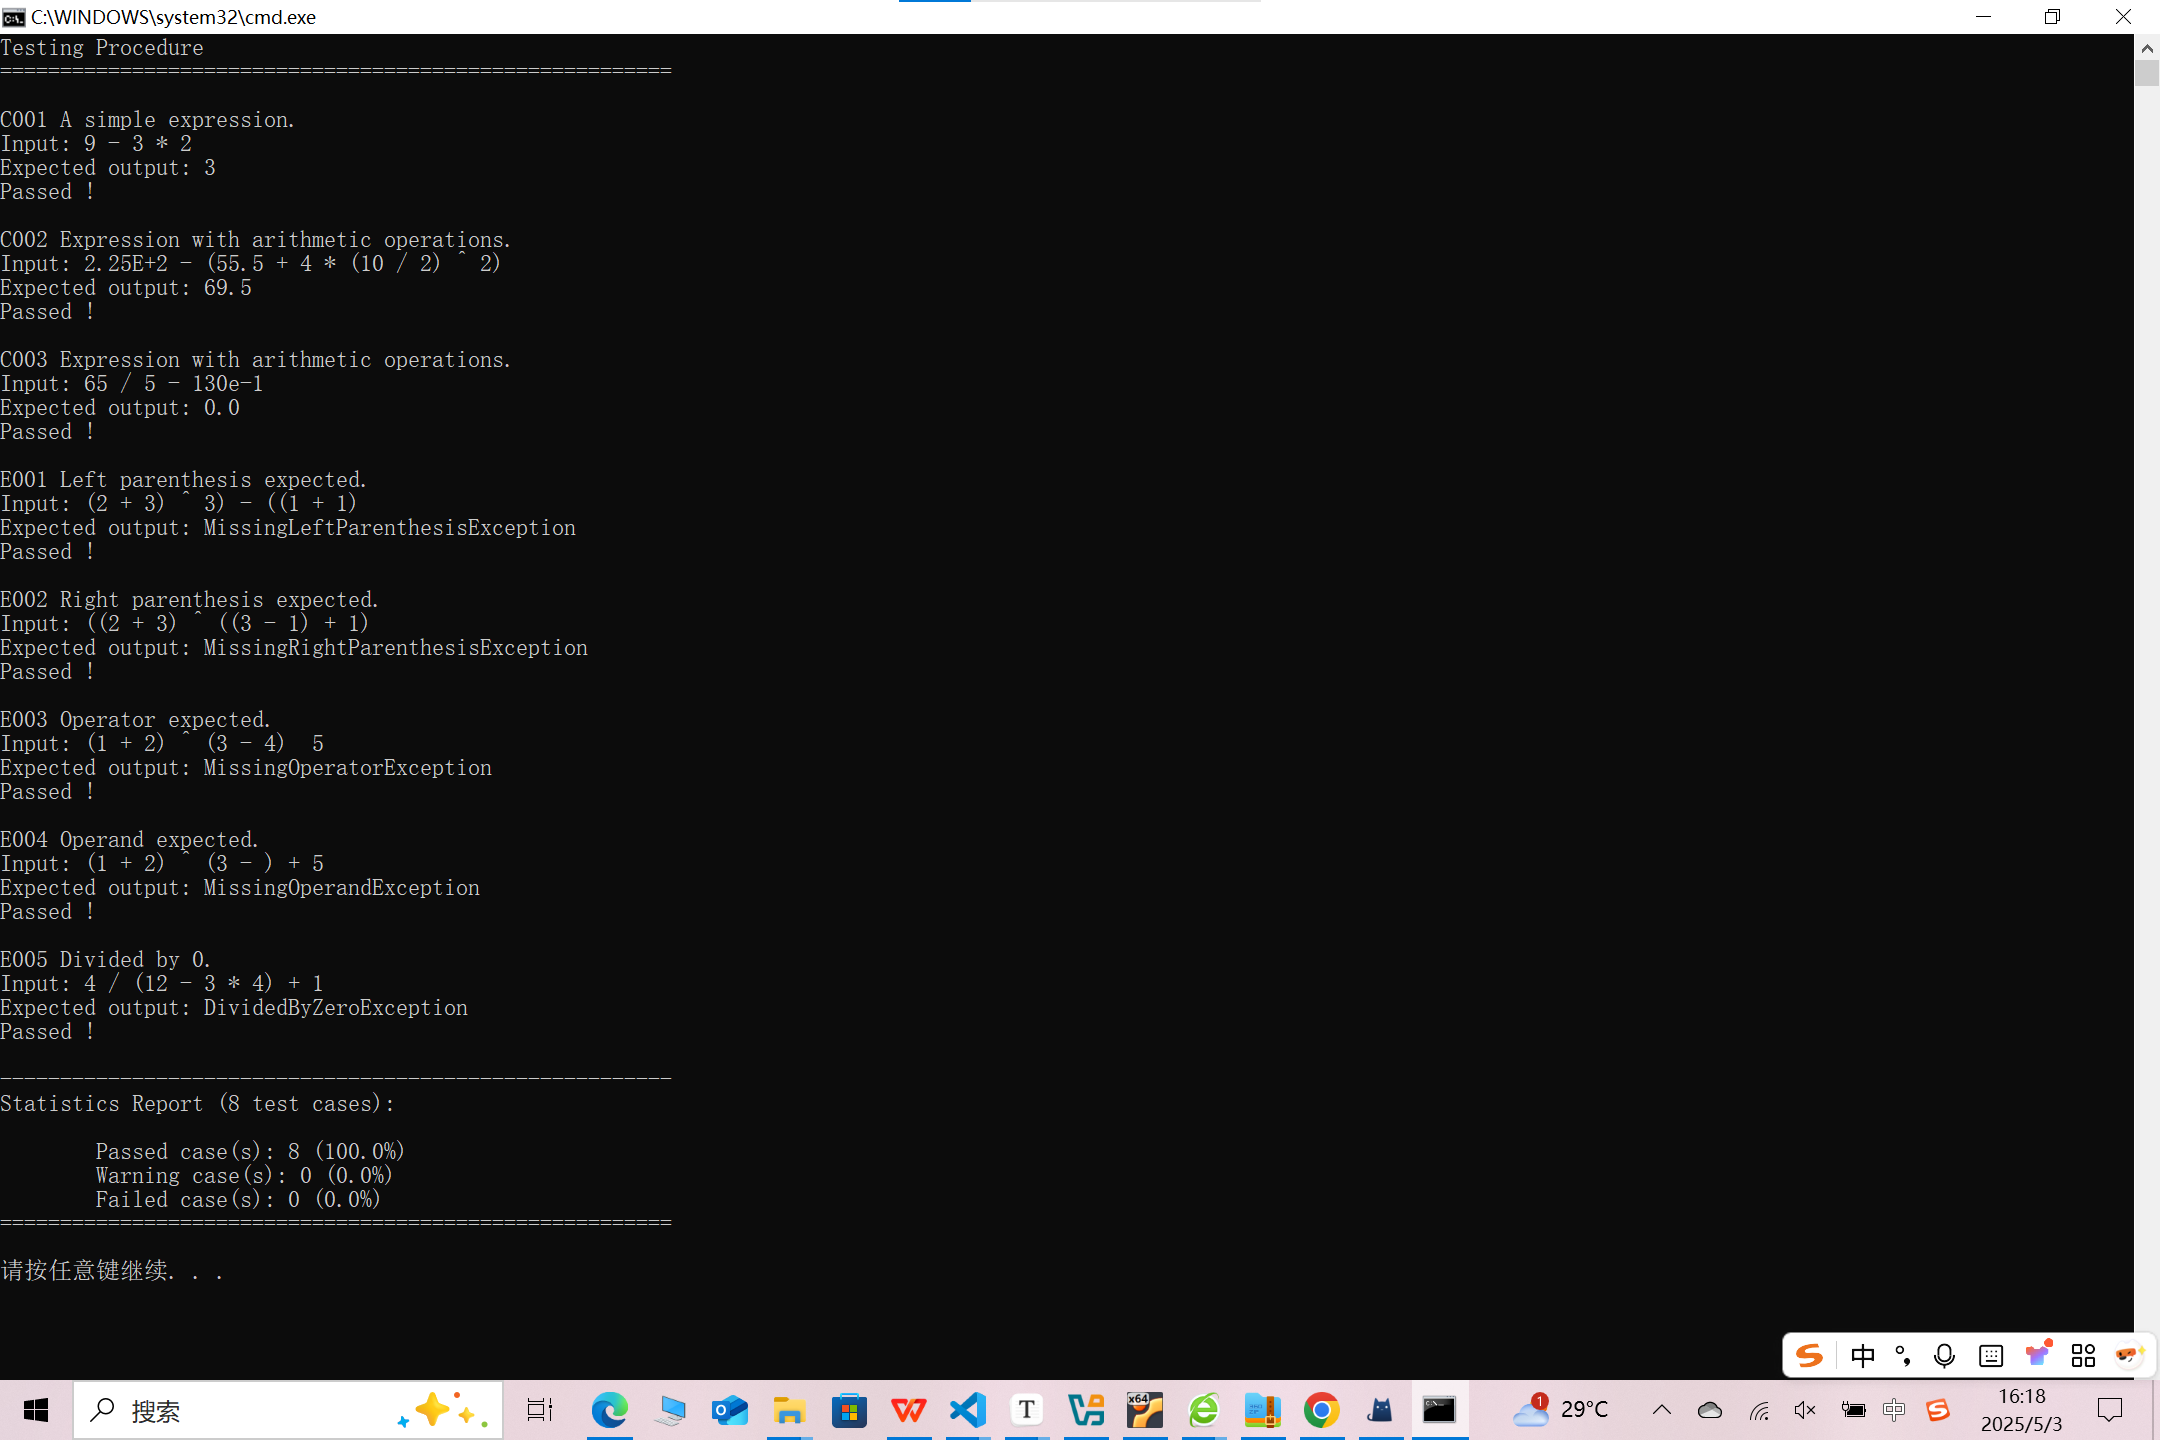 C:\WINDOWS\system32\cmd.exe
Testing Procedure
========================================================
C001 A simple expression.
Input: 9 - 3 * 2
Expected output: 3
Passed !
C002 Expression with arithmetic operations.
Input: 2.25E+2 - (55.5 + 4 * (10 / 2) ^ 2)
Expected output: 69.5
Passed !
C003 Expression with arithmetic operations.
Input: 65 / 5 - 130e-1
Expected output: 0.0
Passed !
E001 Left parenthesis expected.
Input: (2 + 3) ^ 3) - ((1 + 1)
Expected output: MissingLeftParenthesisException
Passed !
E002 Right parenthesis expected.
Input: ((2 + 3) ^ ((3 - 1) + 1)
Expected output: MissingRightParenthesisException
Passed !
E003 Operator expected.
Input: (1 + 2) ^ (3 - 4)  5
Expected output: MissingOperatorException
Passed !
E004 Operand expected.
Input: (1 + 2) ^ (3 - ) + 5
Expected output: MissingOperandException
Passed !
E005 Divided by 0.
Input: 4 / (12 - 3 * 4) + 1
Expected output: DividedByZeroException
Passed !
--------------------------------------------------------
Statistics Report (8 test cases):
Passed case(s): 8 (100.0%)
Warning case(s): 0 (0.0%)
Failed case(s): 0 (0.0%)
========================================================
请按任意键继续. . .
中
搜索
x64
1
29°C
中
16:18
2025/5/3